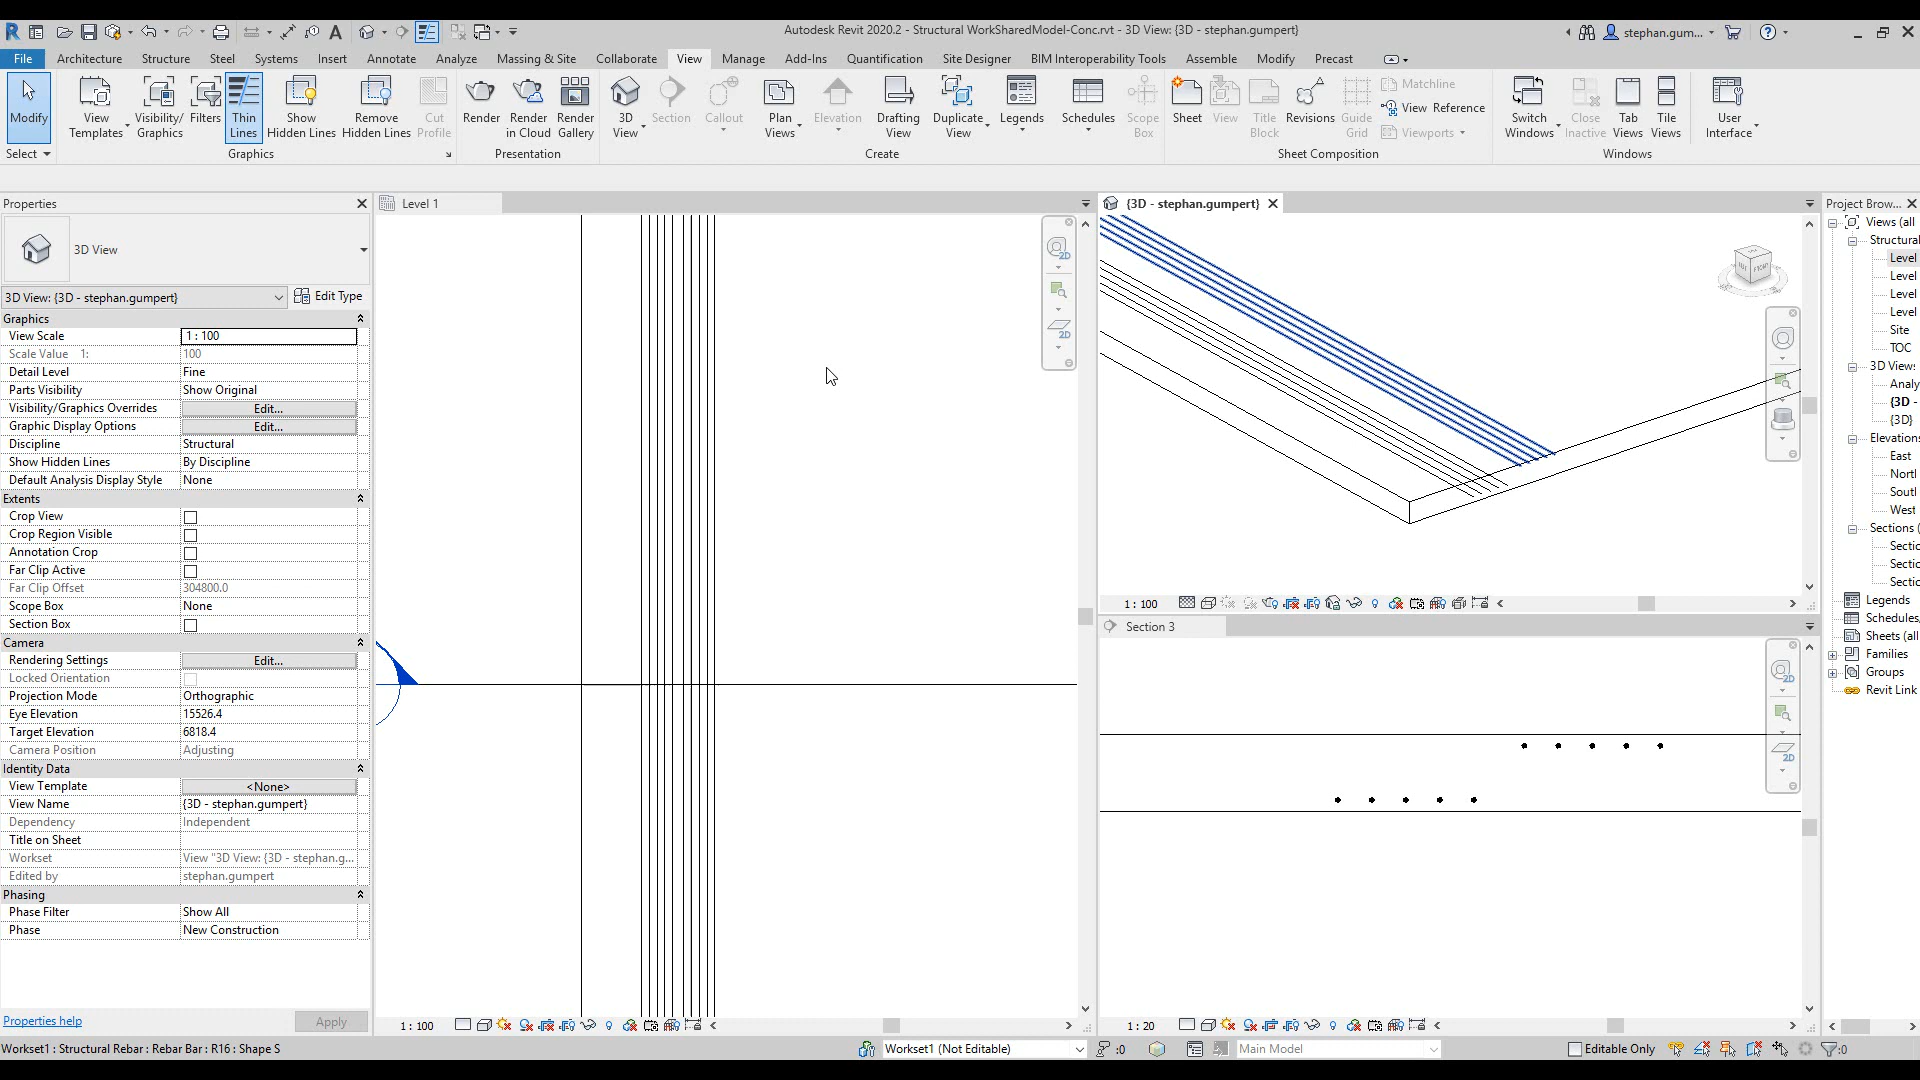 Autodesk Revit 2020.2 - Structural WorkSharedModel-Conc.rvt - 3D View: {3D - stephan.gumpert}
stephan.gum...
File Architecture Structure Steel Systems Insert Annotate Analyze Massing & Site Collaborate View Manage Add-Ins Quantification Site Designer BIM Interoperability Tools Assemble Modify Precast
Modify
View Templates
Visibility/ Graphics
Filters
Thin Lines
Show Hidden Lines
Remove Hidden Lines
Cut Profile
Render
Render in Cloud
Render Gallery
3D View
Section
Callout
Plan Views
Elevation
Drafting View
Duplicate View
Legends
Schedules
Scope Box
Sheet
View
Title Block
Revisions
Guide Grid
Matchline
View Reference
Viewports
Switch Windows
Close Inactive
Tab Views
Tile Views
User Interface
Select Graphics Presentation Create Sheet Composition Windows
Properties
3D View
3D View: {3D - stephan.gumpert} Edit Type
Graphics
View Scale 1 : 100
Scale Value 1: 100
Detail Level Fine
Parts Visibility Show Original
Visibility/Graphics Overrides Edit...
Graphic Display Options Edit...
Discipline Structural
Show Hidden Lines By Discipline
Default Analysis Display Style None
Extents
Crop View
Crop Region Visible
Annotation Crop
Far Clip Active
Far Clip Offset 304800.0
Scope Box None
Section Box
Camera
Rendering Settings Edit...
Locked Orientation
Projection Mode Orthographic
Eye Elevation 15526.4
Target Elevation 6818.4
Camera Position Adjusting
Identity Data
View Template <None>
View Name {3D - stephan.gumpert}
Dependency Independent
Title on Sheet
Workset View "3D View: {3D - stephan.g...
Edited by stephan.gumpert
Phasing
Phase Filter Show All
Phase New Construction
Properties help Apply
Level 1
2D
2D
1 : 100
{3D - stephan.gumpert}
1 : 100
Section 3
2D
2D
1 : 20
Project Brow...
Views (all
Structural
Level
Level
Level
Level
Site
TOC
3D Views
Analy
{3D -
{3D}
Elevations
East
North
South
West
Sections (
Sectic
Sectic
Sectic
Legends
Schedules,
Sheets (all
Families
Groups
Revit Link
Workset1 : Structural Rebar : Rebar Bar : R16 : Shape S
Workset1 (Not Editable) :0 Main Model Editable Only :0